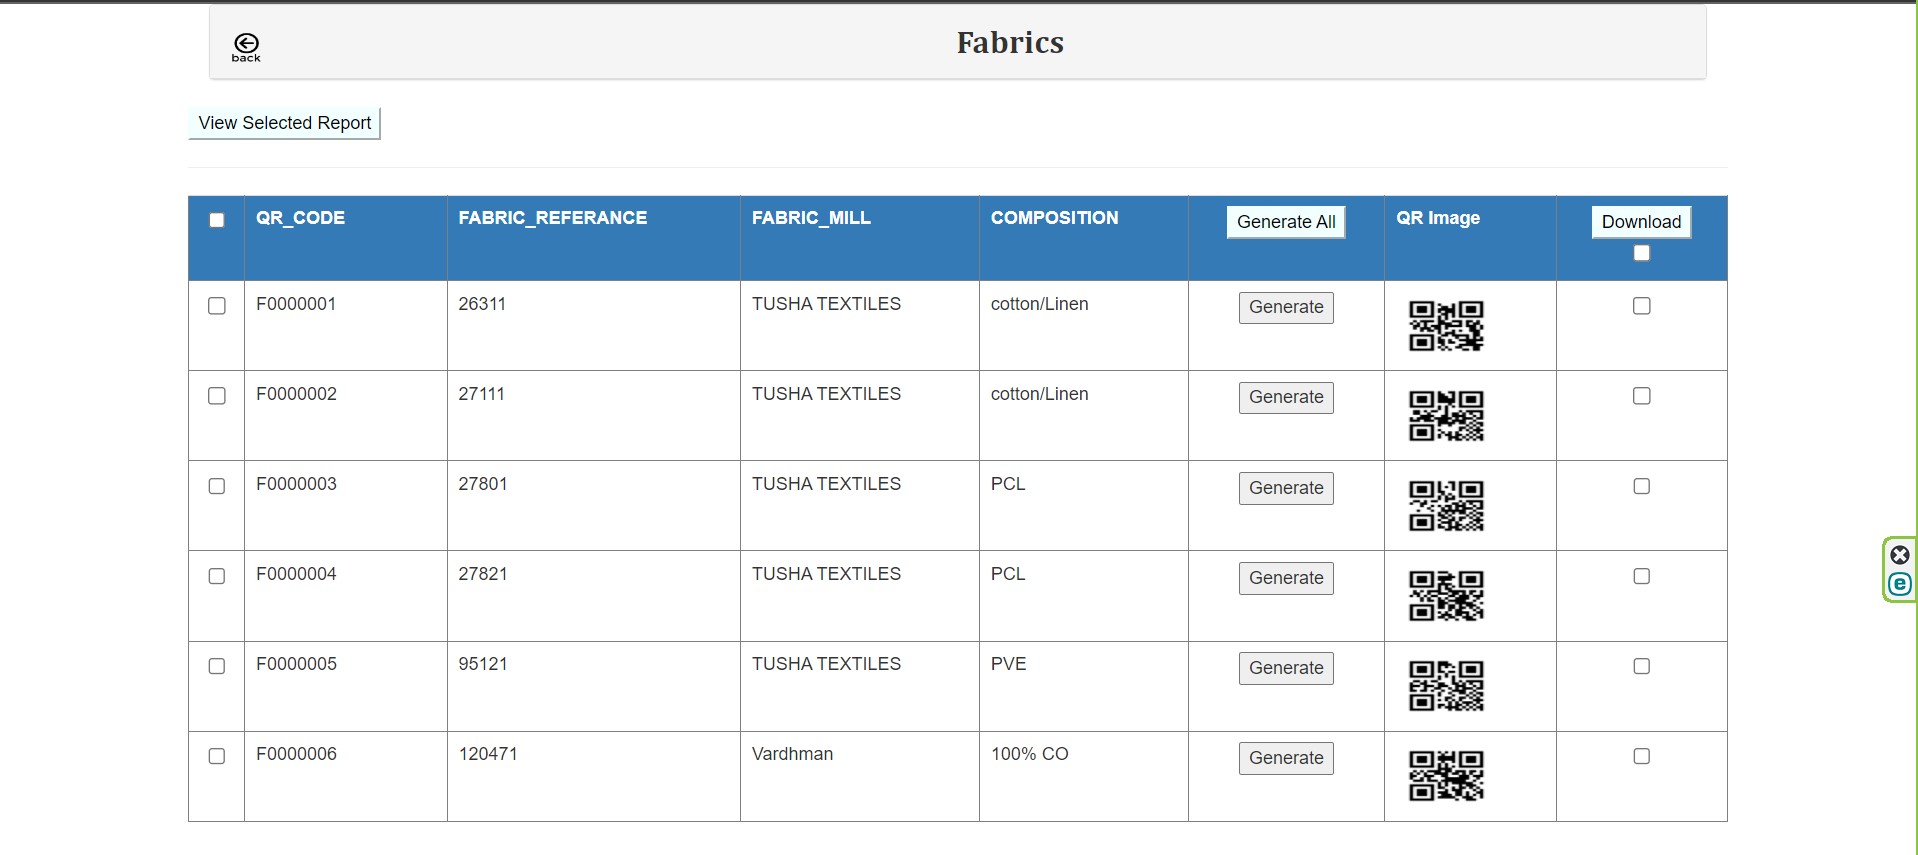 back
Fabrics
View Selected Report
QR_CODE FABRIC_REFERANCE FABRIC_MILL COMPOSITION Generate All QR Image Download
F0000001 26311 TUSHA TEXTILES cotton/Linen Generate
F0000002 27111 TUSHA TEXTILES cotton/Linen Generate
F0000003 27801 TUSHA TEXTILES PCL Generate
F0000004 27821 TUSHA TEXTILES PCL Generate
F0000005 95121 TUSHA TEXTILES PVE Generate
F0000006 120471 Vardhman 100% CO Generate
e